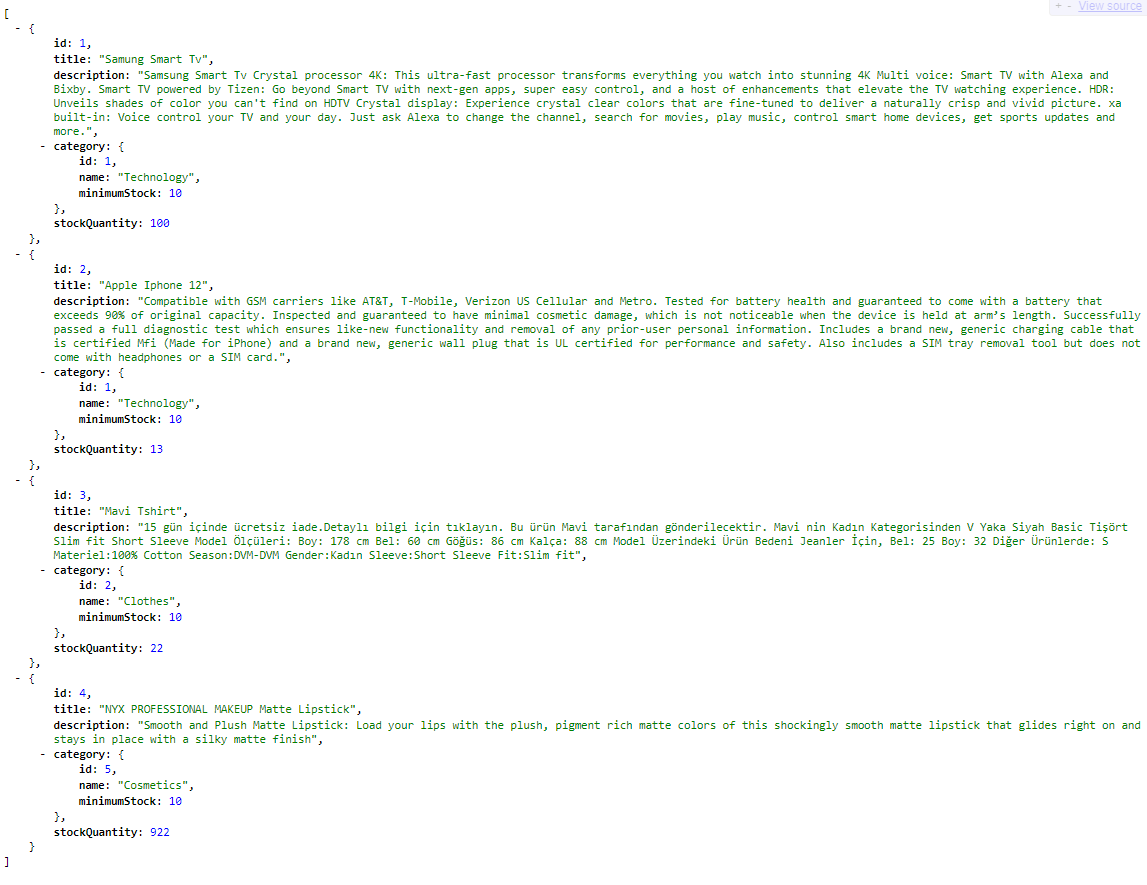 + - View source
[
- {
id: 1,
title: "Samung Smart Tv",
description: "Samsung Smart Tv Crystal processor 4K: This ultra-fast processor transforms everything you watch into stunning 4K Multi voice: Smart TV with Alexa and
Bixby. Smart TV powered by Tizen: Go beyond Smart TV with next-gen apps, super easy control, and a host of enhancements that elevate the TV watching experience. HDR:
Unveils shades of color you can't find on HDTV Crystal display: Experience crystal clear colors that are fine-tuned to deliver a naturally crisp and vivid picture. xa
built-in: Voice control your TV and your day. Just ask Alexa to change the channel, search for movies, play music, control smart home devices, get sports updates and
more.",
- category: {
id: 1,
name: "Technology",
minimumStock: 10
},
stockQuantity: 100
},
- {
id: 2,
title: "Apple Iphone 12",
description: "Compatible with GSM carriers like AT&T, T-Mobile, Verizon US Cellular and Metro. Tested for battery health and guaranteed to come with a battery that
exceeds 90% of original capacity. Inspected and guaranteed to have minimal cosmetic damage, which is not noticeable when the device is held at arm’s length. Successfully
passed a full diagnostic test which ensures like-new functionality and removal of any prior-user personal information. Includes a brand new, generic charging cable that
is certified Mfi (Made for iPhone) and a brand new, generic wall plug that is UL certified for performance and safety. Also includes a SIM tray removal tool but does not
come with headphones or a SIM card.",
- category: {
id: 1,
name: "Technology",
minimumStock: 10
},
stockQuantity: 13
},
- {
id: 3,
title: "Mavi Tshirt",
description: "15 gün içinde ücretsiz iade.Detaylı bilgi için tıklayın. Bu ürün Mavi tarafından gönderilecektir. Mavi nin Kadın Kategorisinden V Yaka Siyah Basic Tişört
Slim fit Short Sleeve Model Ölçüleri: Boy: 178 cm Bel: 60 cm Göğüs: 86 cm Kalça: 88 cm Model Üzerindeki Ürün Bedeni Jeanler İçin, Bel: 25 Boy: 32 Diğer Ürünlerde: S
Materiel:100% Cotton Season:DVM-DVM Gender:Kadın Sleeve:Short Sleeve Fit:Slim fit",
- category: {
id: 2,
name: "Clothes",
minimumStock: 10
},
stockQuantity: 22
},
- {
id: 4,
title: "NYX PROFESSIONAL MAKEUP Matte Lipstick",
description: "Smooth and Plush Matte Lipstick: Load your lips with the plush, pigment rich matte colors of this shockingly smooth matte lipstick that glides right on and
stays in place with a silky matte finish",
- category: {
id: 5,
name: "Cosmetics",
minimumStock: 10
},
stockQuantity: 922
}
]